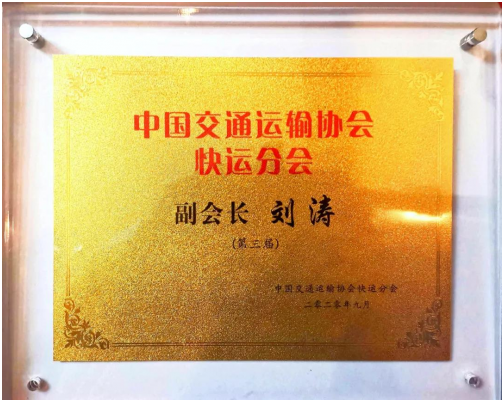 中国交通运输协会
快运分会
副会长 刘涛
(第三届)
中国交通运输协会快运分会
二零二零年九月